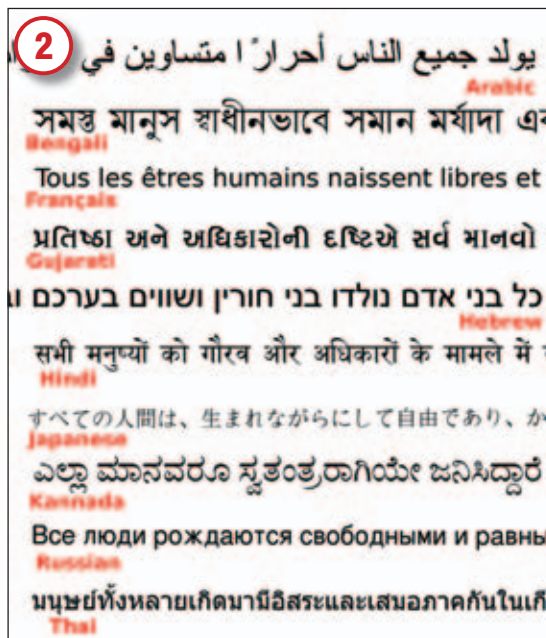 2
يولد جميع الناس أحرارًا متساوين في
Arabic
সমস্ত মানুষ স্বাধীনভাবে সমান মর্যাদা
Bengali
Tous les êtres humains naissent libres et
Français
પ્રતિષ્ઠા અને અધિકારોની દષ્ટિએ સર્વ માનવો
Gujarati
כל בני אדם נולדו בני חורין ושווים בערכם
Hebrew
सभी मनुष्यों को गौरव और अधिकारों के मामले में
Hindi
すべての人間は、生まれながらにして自由であり、か
Japanese
ಎಲ್ಲಾ ಮಾನವರೂ ಸ್ವತಂತ್ರರಾಗಿಯೇ ಜನಿಸಿದ್ದಾರೆ
Kannada
Все люди рождаются свободными и равны
Russian
มนุษย์ทั้งหลายเกิดมามีอิสระและเสมอภาคกันในเกี
Thai